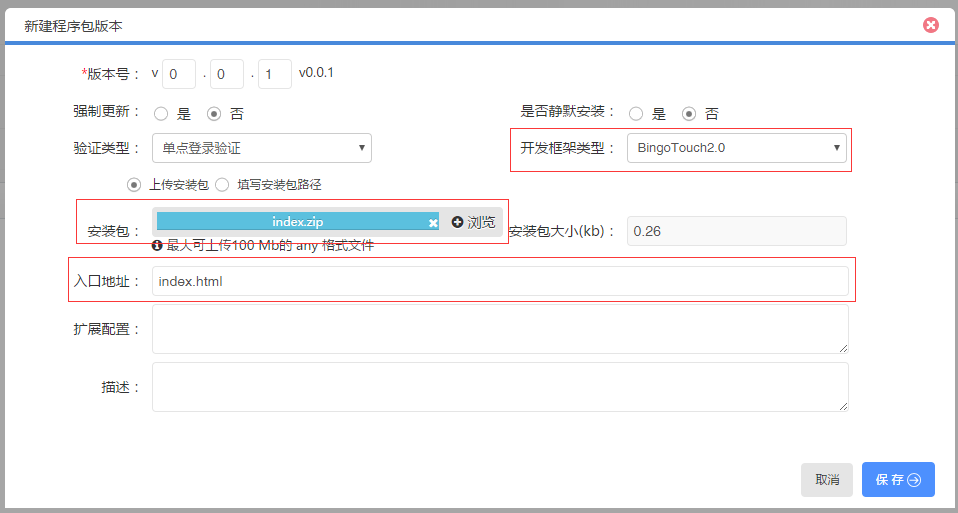 新建程序包版本
*版本号： v 0 . 0 . 1 v0.0.1
强制更新： 是 否 是否静默安装： 是 否
验证类型： 单点登录验证 开发框架类型： BingoTouch2.0
上传安装包 填写安装包路径
安装包： index.zip 浏览 安装包大小(kb)： 0.26
最大可上传100 Mb的 any 格式文件
入口地址： index.html
扩展配置：
描述：
取消 保存